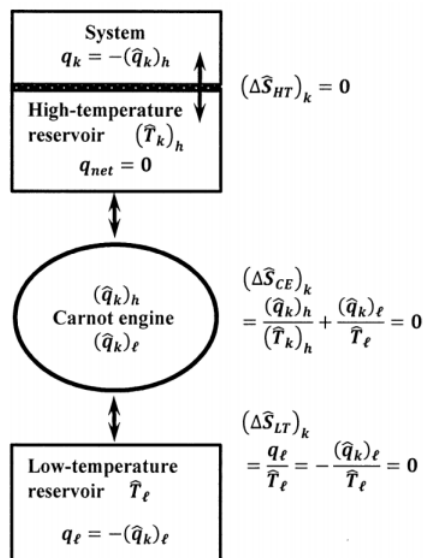 System
q_k = −(q̂_k)_h
(ΔŜ_HT)_k = 0
High-temperature
reservoir (T̂_k)_h
q_net = 0
(q̂_k)_h
Carnot engine
(q̂_k)_ℓ
(ΔŜ_CE)_k
= (q̂_k)_h / (T̂_k)_h + (q̂_k)_ℓ / T̂_ℓ = 0
Low-temperature
reservoir T̂_ℓ
q_ℓ = −(q̂_k)_ℓ
(ΔŜ_LT)_k
= q_ℓ / T̂_ℓ = − (q̂_k)_ℓ / T̂_ℓ = 0